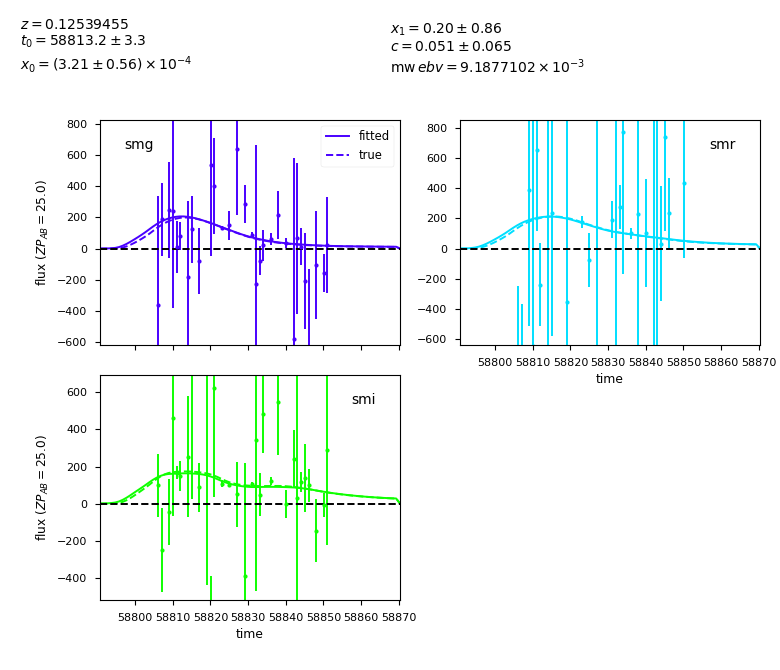 z = 0.12539455
t₀ = 58813.2 ± 3.3
x₀ = (3.21 ± 0.56) × 10⁻⁴
x₁ = 0.20 ± 0.86
c = 0.051 ± 0.065
mw ebv = 9.1877102 × 10⁻³
smg
fitted
true
800
600
400
200
0
−200
−400
−600
flux (ZP_AB = 25.0)
smr
800
600
400
200
0
−200
−400
−600
58800 58810 58820 58830 58840 58850 58860 58870
time
smi
600
400
200
0
−200
−400
flux (ZP_AB = 25.0)
58800 58810 58820 58830 58840 58850 58860 58870
time